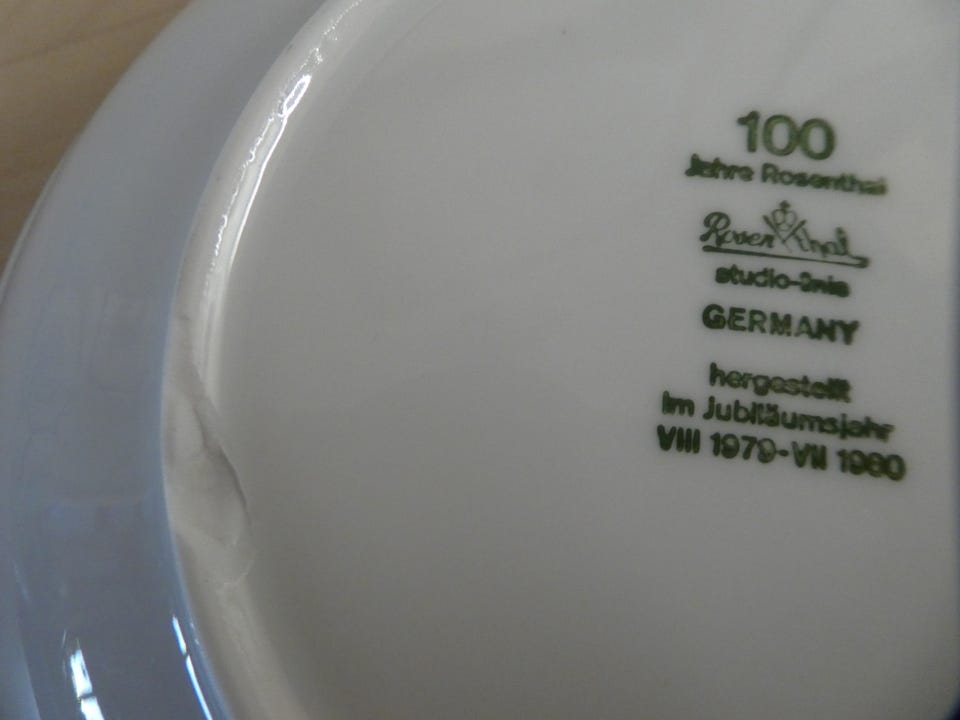 100
Jahre Rosenthal
Rosenthal
studio-linie
GERMANY
hergestellt
im Jubiläumsjahr
VIII 1979-VII 1980